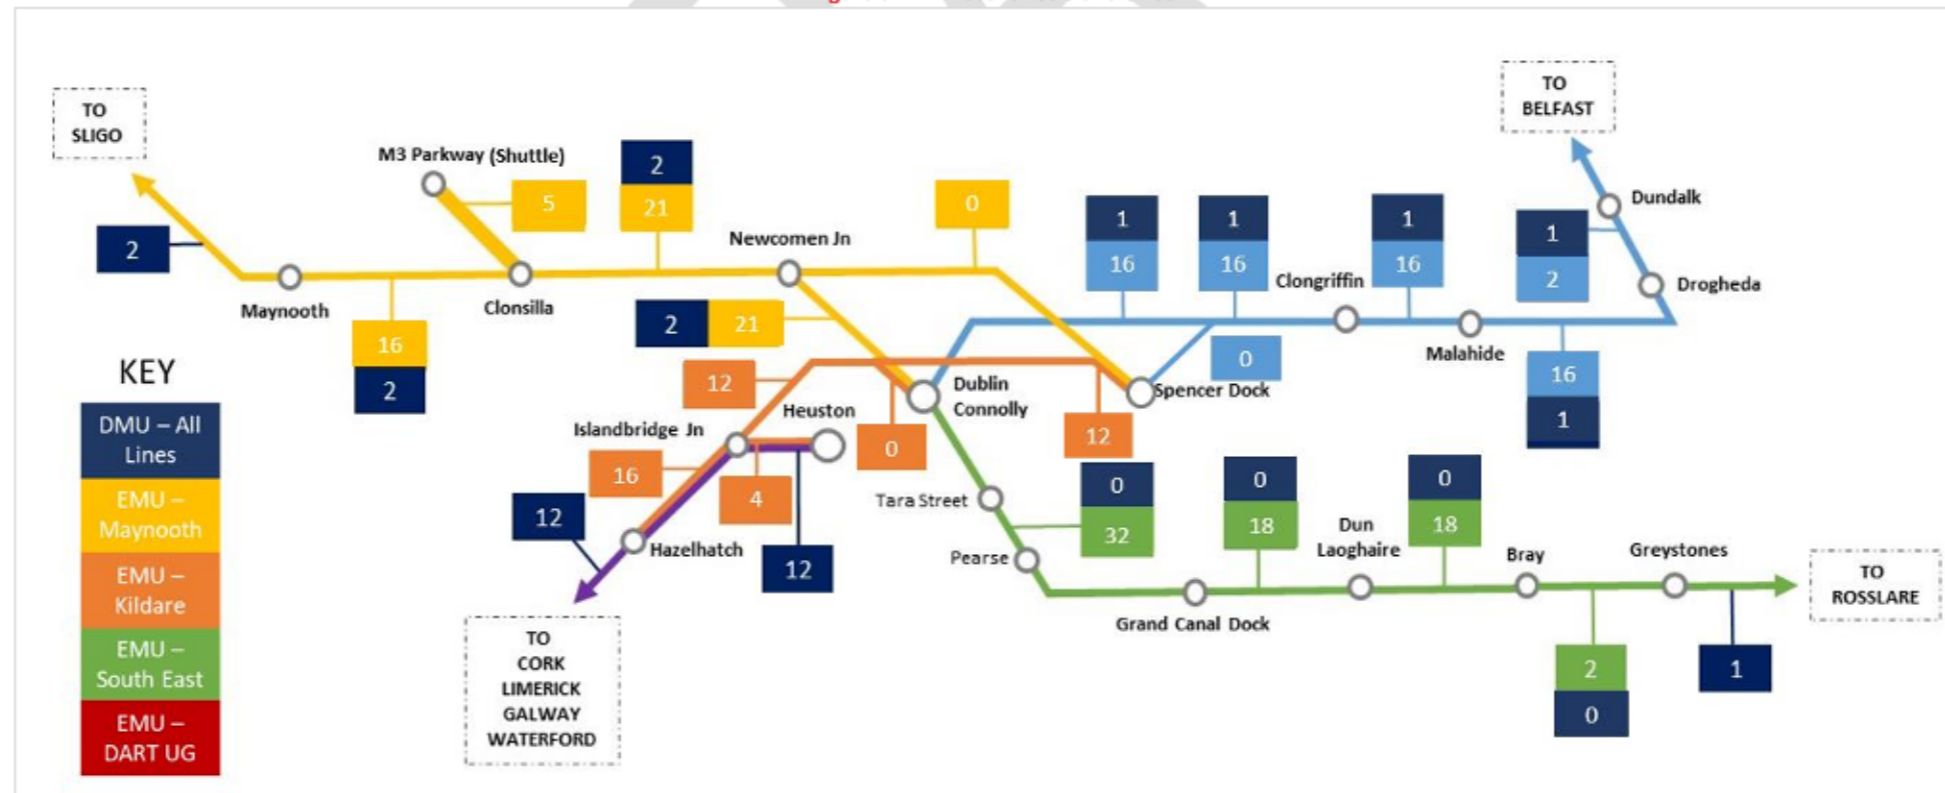 TO
SLIGO
M3 Parkway (Shuttle)
2
5
21
0
TO
BELFAST
2
Newcomen Jn
1
16
1
16
1
16
Clongriffin
1
2
Dundalk
Drogheda
Maynooth
Clonsilla
16
2
2
21
0
Malahide
16
1
KEY
DMU – All
Lines
EMU –
Maynooth
EMU –
Kildare
EMU –
South East
EMU –
DART UG
12
Heuston
Dublin
Connolly
Spencer Dock
Islandbridge Jn
0
12
16
4
12
12
Hazelhatch
Tara Street
Pearse
0
32
0
18
0
18
Dun
Laoghaire
Bray
Greystones
Grand Canal Dock
TO
ROSSLARE
2
0
1
TO
CORK
LIMERICK
GALWAY
WATERFORD